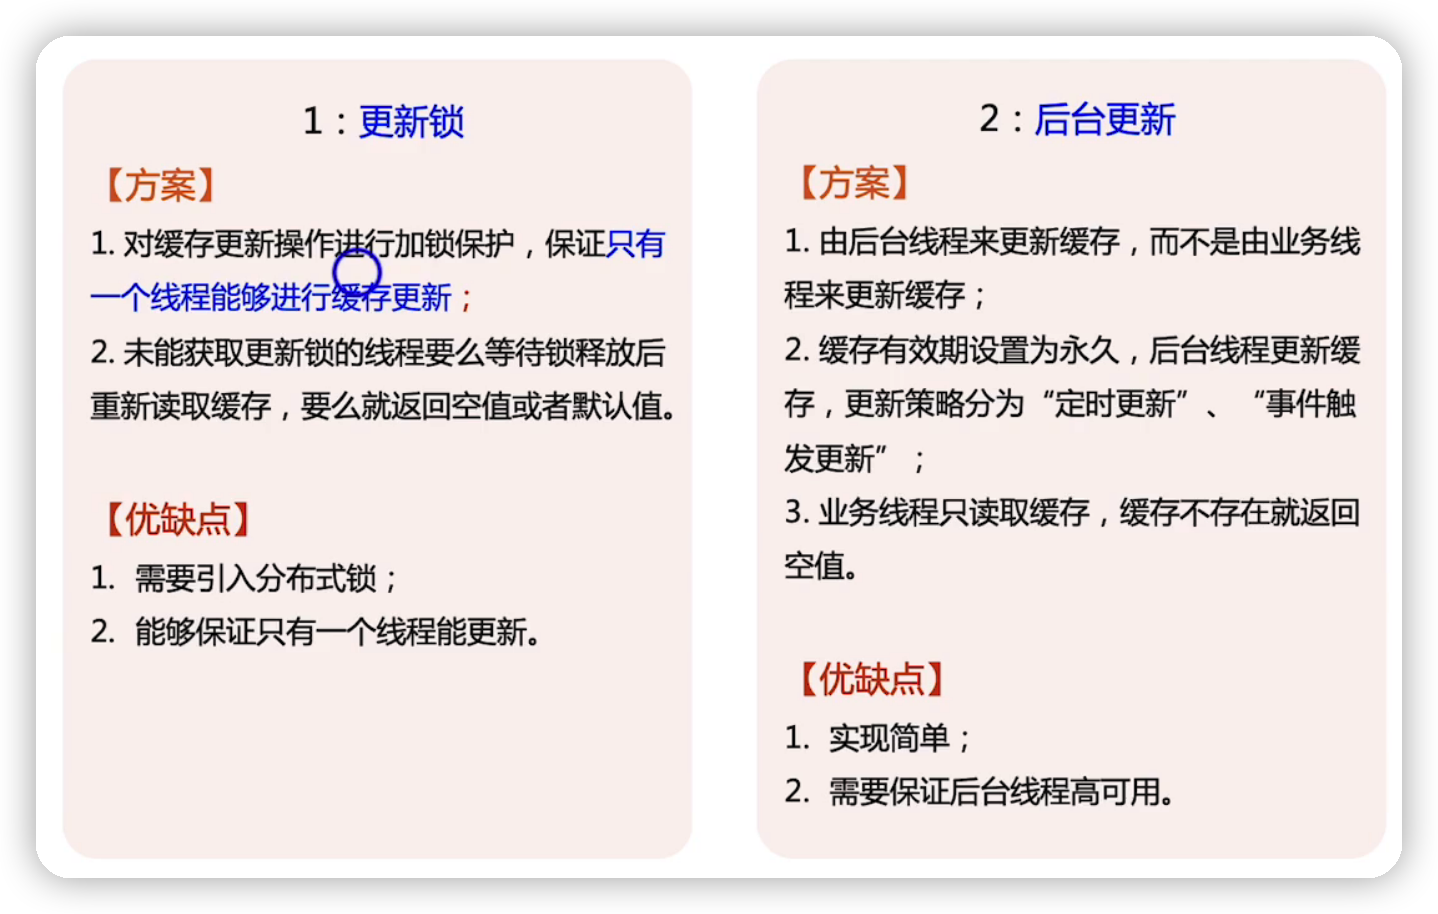 1：更新锁
【方案】
1. 对缓存更新操作进行加锁保护，保证只有
一个线程能够进行缓存更新；
2. 未能获取更新锁的线程要么等待锁释放后
重新读取缓存，要么就返回空值或者默认值。
【优缺点】
1. 需要引入分布式锁；
2. 能够保证只有一个线程能更新。
2：后台更新
【方案】
1. 由后台线程来更新缓存，而不是由业务线
程来更新缓存；
2. 缓存有效期设置为永久，后台线程更新缓
存，更新策略分为“定时更新”、“事件触
发更新”；
3. 业务线程只读取缓存，缓存不存在就返回
空值。
【优缺点】
1. 实现简单；
2. 需要保证后台线程高可用。